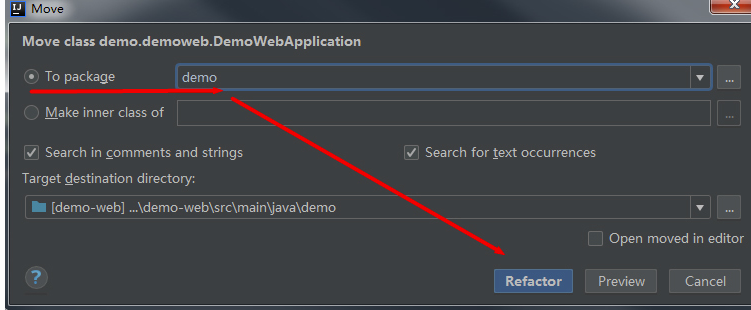 Move
Move class demo.demoweb.DemoWebApplication
To package
demo
...
Make inner class of
...
Search in comments and strings
Search for text occurrences
Target destination directory:
[demo-web] ...\demo-web\src\main\java\demo
...
Open moved in editor
?
Refactor
Preview
Cancel